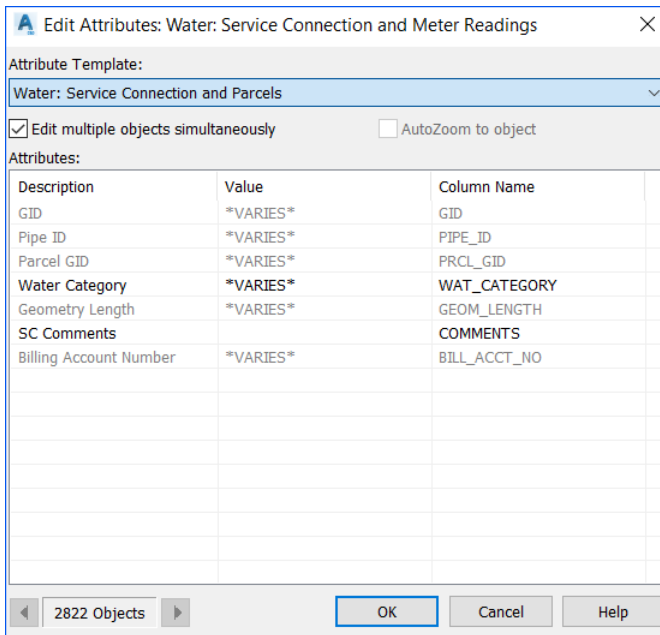 Edit Attributes: Water: Service Connection and Meter Readings
Attribute Template:
Water: Service Connection and Parcels
Edit multiple objects simultaneously AutoZoom to object
Attributes:
Description Value Column Name
GID *VARIES* GID
Pipe ID *VARIES* PIPE_ID
Parcel GID *VARIES* PRCL_GID
Water Category *VARIES* WAT_CATEGORY
Geometry Length *VARIES* GEOM_LENGTH
SC Comments COMMENTS
Billing Account Number *VARIES* BILL_ACCT_NO
2822 Objects OK Cancel Help